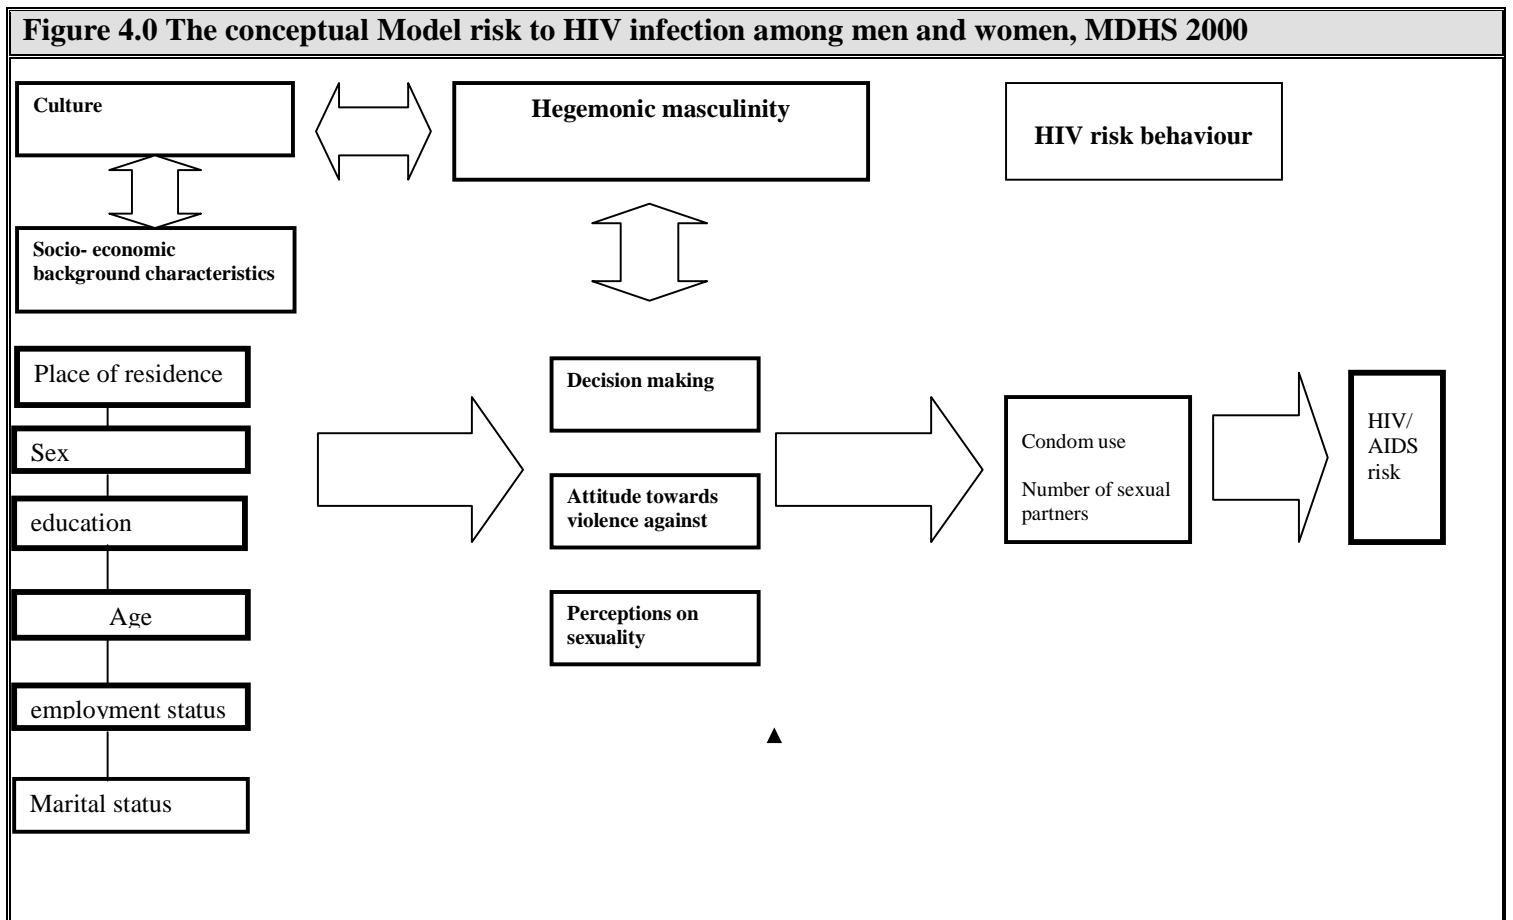 Figure 4.0 The conceptual Model risk to HIV infection among men and women, MDHS 2000
Culture
Hegemonic masculinity
HIV risk behaviour
Socio- economic
background characteristics
Place of residence
Sex
education
Age
employment status
Marital status
Decision making
Attitude towards
violence against
Perceptions on
sexuality
Condom use
Number of sexual
partners
HIV/
AIDS
risk